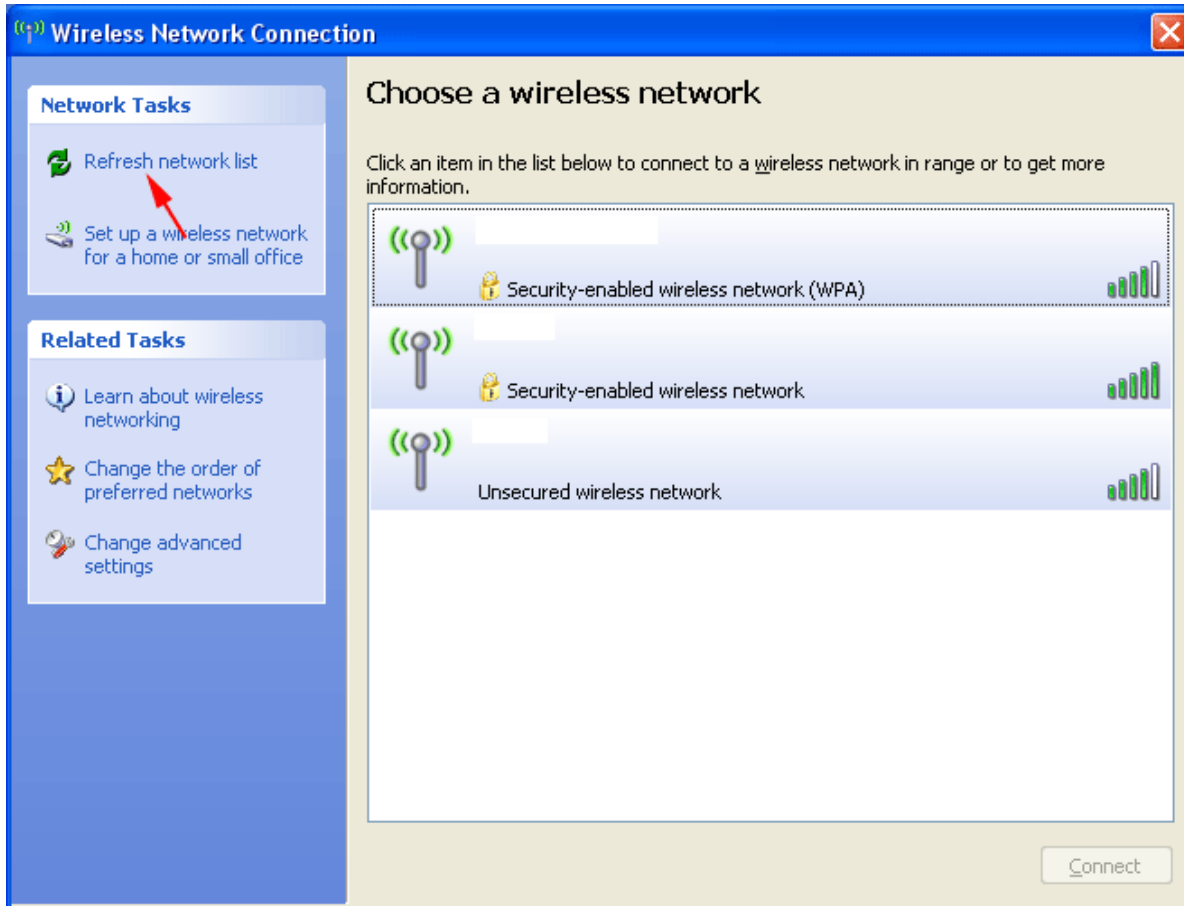 Wireless Network Connection
Network Tasks
Refresh network list
Set up a wireless network
for a home or small office
Related Tasks
Learn about wireless
networking
Change the order of
preferred networks
Change advanced
settings
Choose a wireless network
Click an item in the list below to connect to a wireless network in range or to get more
information.
Security-enabled wireless network (WPA)
Security-enabled wireless network
Unsecured wireless network
Connect